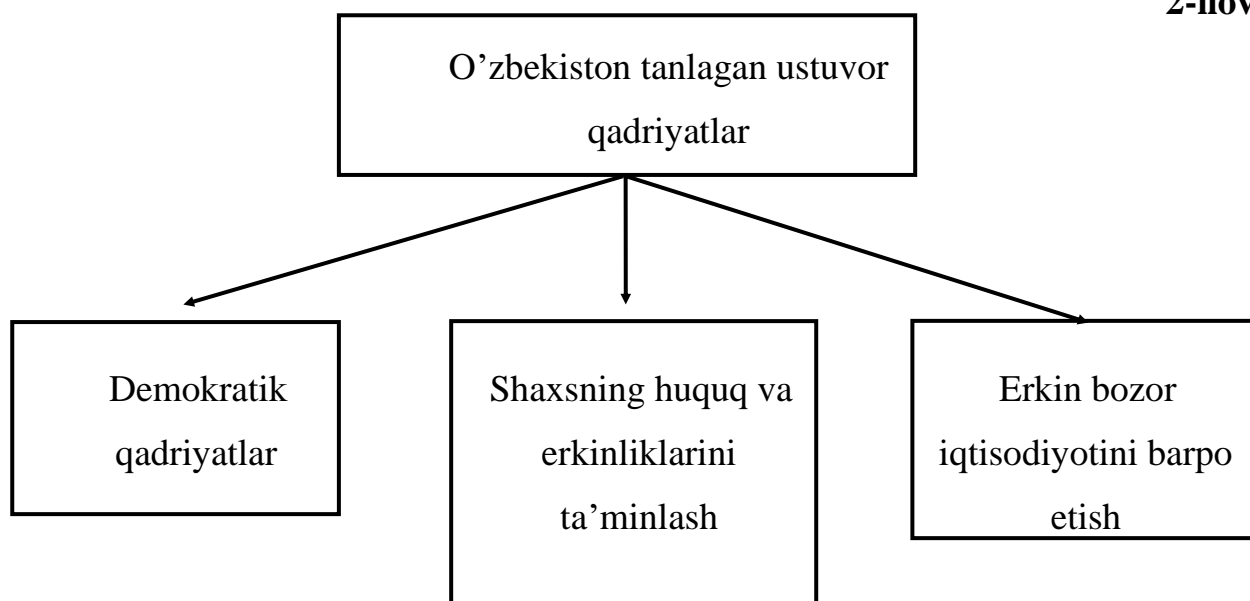 O’zbekiston tanlagan ustuvor
qadriyatlar
Demokratik
qadriyatlar
Shaxsning huquq va
erkinliklarini
ta’minlash
Erkin bozor
iqtisodiyotini barpo
etish